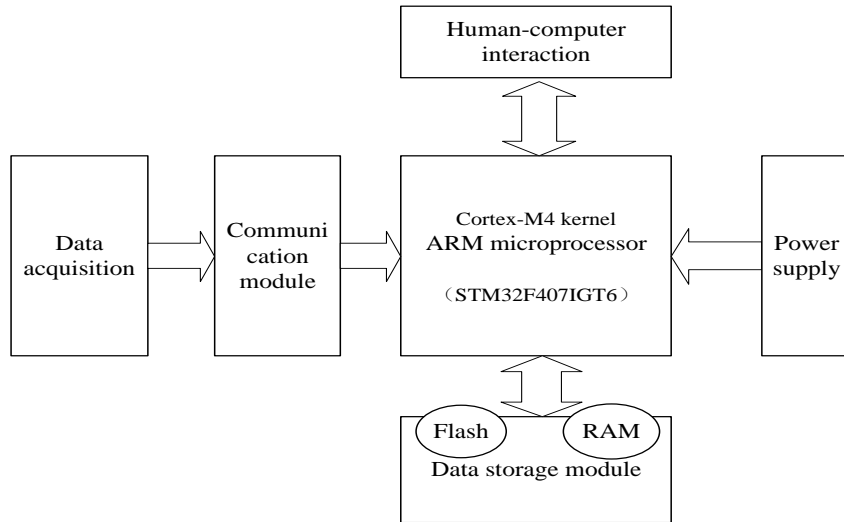 Human-computer
interaction
Data
acquisition
Communi
cation
module
Cortex-M4 kernel
ARM microprocessor
（STM32F407IGT6）
Power
supply
Flash
RAM
Data storage module